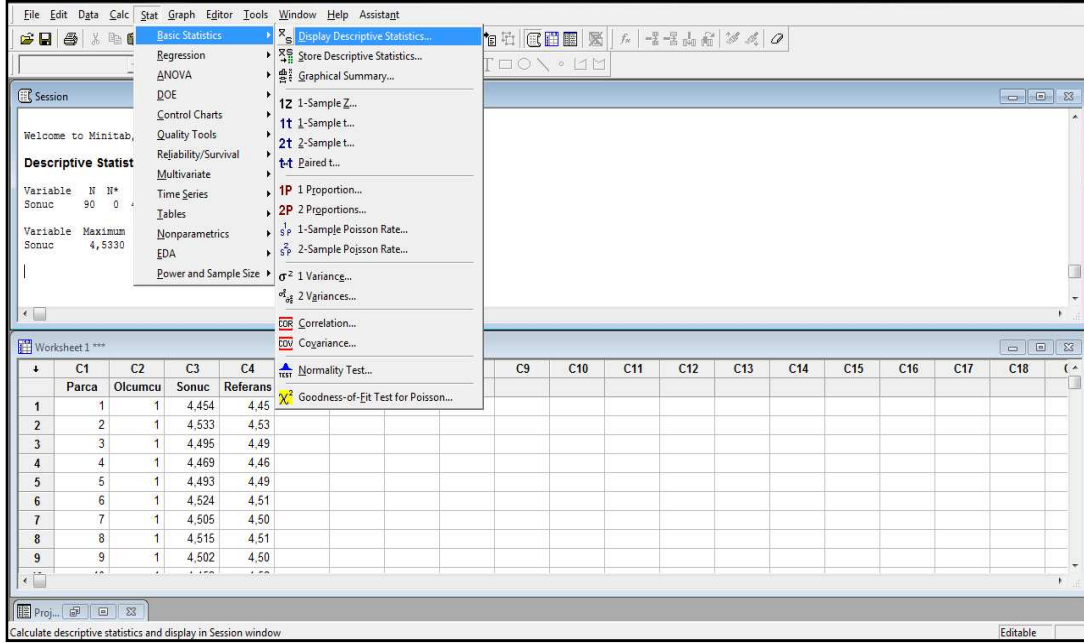 File Edit Data Calc Stat Graph Editor Tools Window Help Assistant
Basic Statistics
Regression
ANOVA
DOE
Control Charts
Quality Tools
Reliability/Survival
Multivariate
Time Series
Tables
Nonparametrics
EDA
Power and Sample Size
Display Descriptive Statistics...
Store Descriptive Statistics...
Graphical Summary...
1Z 1-Sample Z...
1t 1-Sample t...
2t 2-Sample t...
t-t Paired t...
1P 1 Proportion...
2P 2 Proportions...
1-Sample Poisson Rate...
2-Sample Poisson Rate...
σ² 1 Variance...
2 Variances...
COR Correlation...
COV Covariance...
TEST Normality Test...
χ² Goodness-of-Fit Test for Poisson...
Session
Welcome to Minitab,
Descriptive Statist
Variable N N*
Sonuc 90 0
Variable Maximum
Sonuc 4,5330
Worksheet 1 ***
C1 C2 C3 C4 C9 C10 C11 C12 C13 C14 C15 C16 C17 C18
Parca Olcumcu Sonuc Referans
1 1 1 4,454 4,45
2 2 1 4,533 4,53
3 3 1 4,495 4,49
4 4 1 4,469 4,46
5 5 1 4,493 4,49
6 6 1 4,524 4,51
7 7 1 4,505 4,50
8 8 1 4,515 4,51
9 9 1 4,502 4,50
Proj...
Calculate descriptive statistics and display in Session window Editable